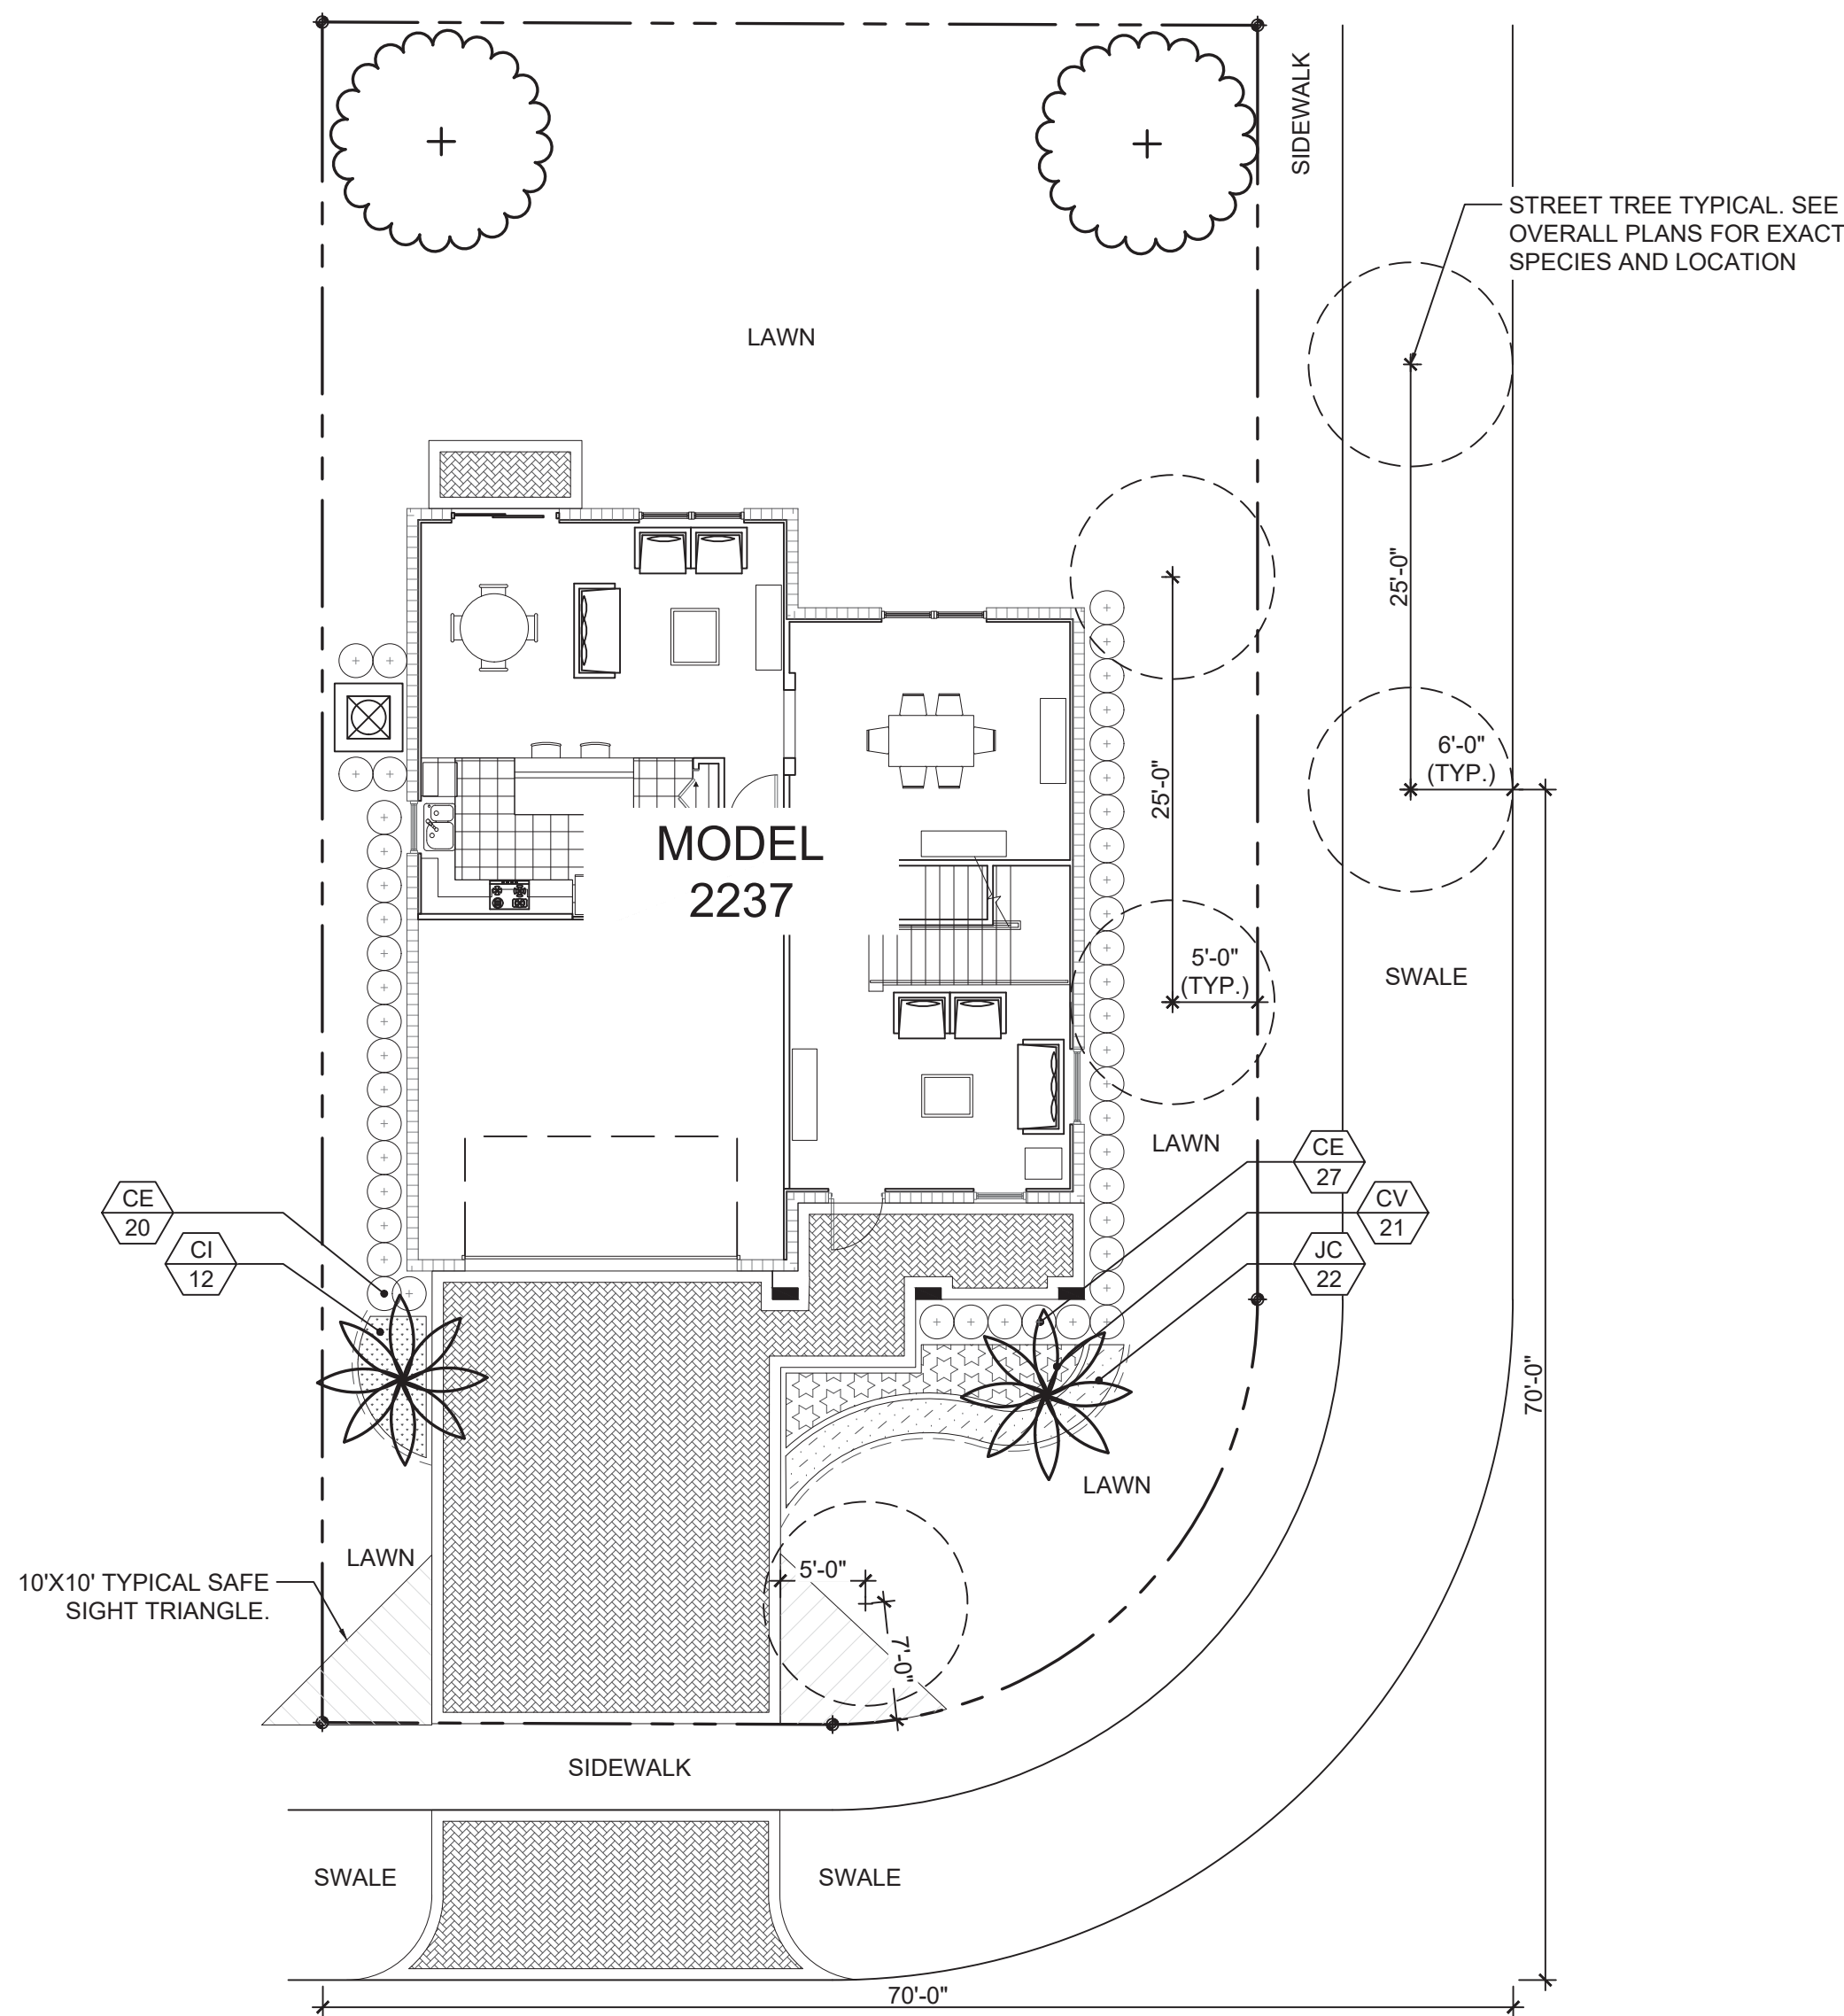 SIDEWALK
STREET TREE TYPICAL. SEE
OVERALL PLANS FOR EXACT
SPECIES AND LOCATION
LAWN
25'-0"
6'-0"
(TYP.)
25'-0"
MODEL
2237
5'-0"
(TYP.)
SWALE
LAWN
CE
27
CV
21
JC
22
CE
20
CI
12
70'-0"
LAWN
LAWN
10'X10' TYPICAL SAFE
SIGHT TRIANGLE.
5'-0"
7'-0"
SIDEWALK
SWALE
SWALE
70'-0"